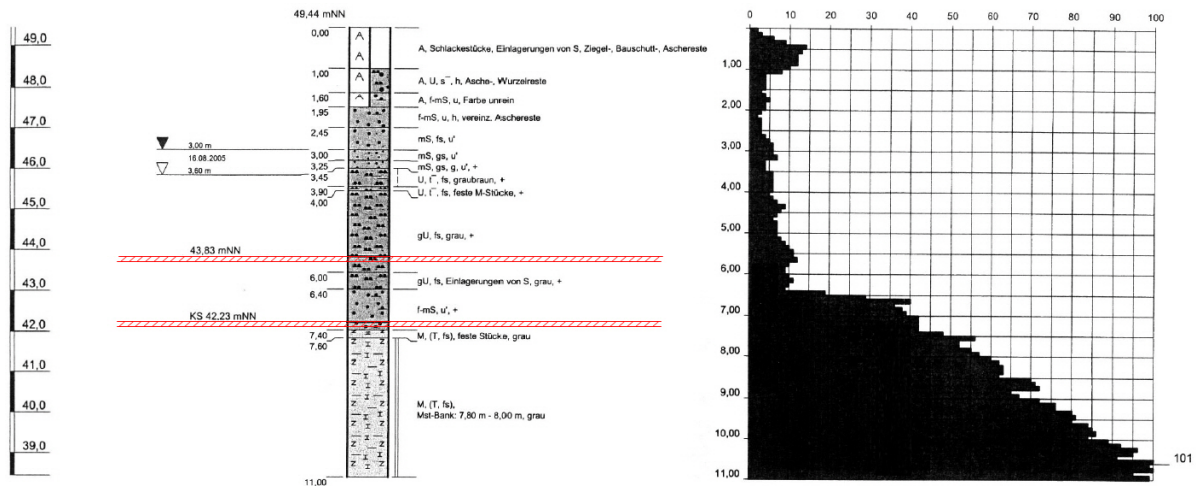 49,44 mNN
49,0
48,0
47,0
46,0
45,0
44,0
43,0
42,0
41,0
40,0
39,0
3,00 m
16.08.2005
3,60 m
43,83 mNN
KS 42,23 mNN
0,00
1,00
1,60
1,95
2,45
3,00
3,25
3,45
3,90
4,00
6,00
6,40
7,40
7,60
11,00
A, Schlackestücke, Einlagerungen von S, Ziegel-, Bauschutt-, Aschereste
A, U, s¯, h, Asche-, Wurzelreste
A, f-mS, u, Farbe unrein
f-mS, u, h, vereinz. Aschereste
mS, fs, u'
mS, gs, u'
mS, gs, g, u', +
U, t¯, fs, graubraun, +
U, t¯, fs, feste M-Stücke, +
gU, fs, grau, +
gU, fs, Einlagerungen von S, grau, +
f-mS, u', +
M, (T, fs), feste Stücke, grau
M, (T, fs),
Mst-Bank: 7,80 m - 8,00 m, grau
0 10 20 30 40 50 60 70 80 90 100
1,00
2,00
3,00
4,00
5,00
6,00
7,00
8,00
9,00
10,00
11,00
101